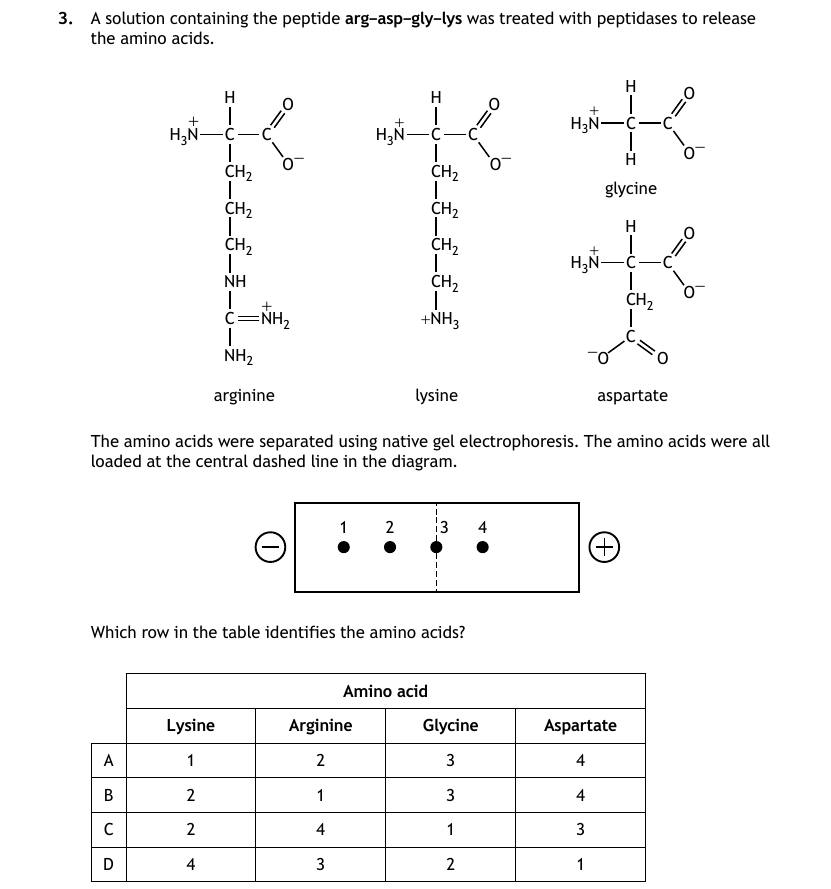 3. A solution containing the peptide arg–asp–gly–lys was treated with peptidases to release
the amino acids.
H
H₃N⁺—C—C
O
O⁻
CH₂
CH₂
CH₂
NH
C=N⁺H₂
NH₂
arginine
H
H₃N⁺—C—C
O
O⁻
CH₂
CH₂
CH₂
CH₂
+NH₃
lysine
H
H₃N⁺—C—C
O
O⁻
H
glycine
H
H₃N⁺—C—C
O
O⁻
CH₂
C
⁻O
O
aspartate
The amino acids were separated using native gel electrophoresis. The amino acids were all
loaded at the central dashed line in the diagram.
1 2 3 4
− +
Which row in the table identifies the amino acids?
Amino acid
Lysine Arginine Glycine Aspartate
A 1 2 3 4
B 2 1 3 4
C 2 4 1 3
D 4 3 2 1